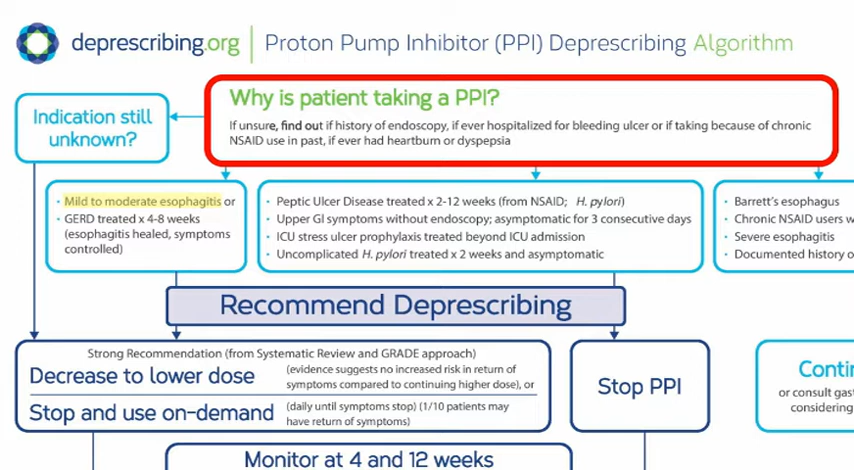 deprescribing.org | Proton Pump Inhibitor (PPI) Deprescribing Algorithm
Why is patient taking a PPI?
If unsure, find out if history of endoscopy, if ever hospitalized for bleeding ulcer or if taking because of chronic
NSAID use in past, if ever had heartburn or dyspepsia
Indication still
unknown?
• Mild to moderate esophagitis or
• GERD treated x 4-8 weeks
(esophagitis healed, symptoms
controlled)
• Peptic Ulcer Disease treated x 2-12 weeks (from NSAID; H. pylori)
• Upper GI symptoms without endoscopy; asymptomatic for 3 consecutive days
• ICU stress ulcer prophylaxis treated beyond ICU admission
• Uncomplicated H. pylori treated x 2 weeks and asymptomatic
• Barrett's esophagus
• Chronic NSAID users w
• Severe esophagitis
• Documented history o
Recommend Deprescribing
Strong Recommendation (from Systematic Review and GRADE approach)
Decrease to lower dose
(evidence suggests no increased risk in return of
symptoms compared to continuing higher dose), or
Stop and use on-demand
(daily until symptoms stop) (1/10 patients may
have return of symptoms)
Stop PPI
Contin
or consult gast
considering
Monitor at 4 and 12 weeks